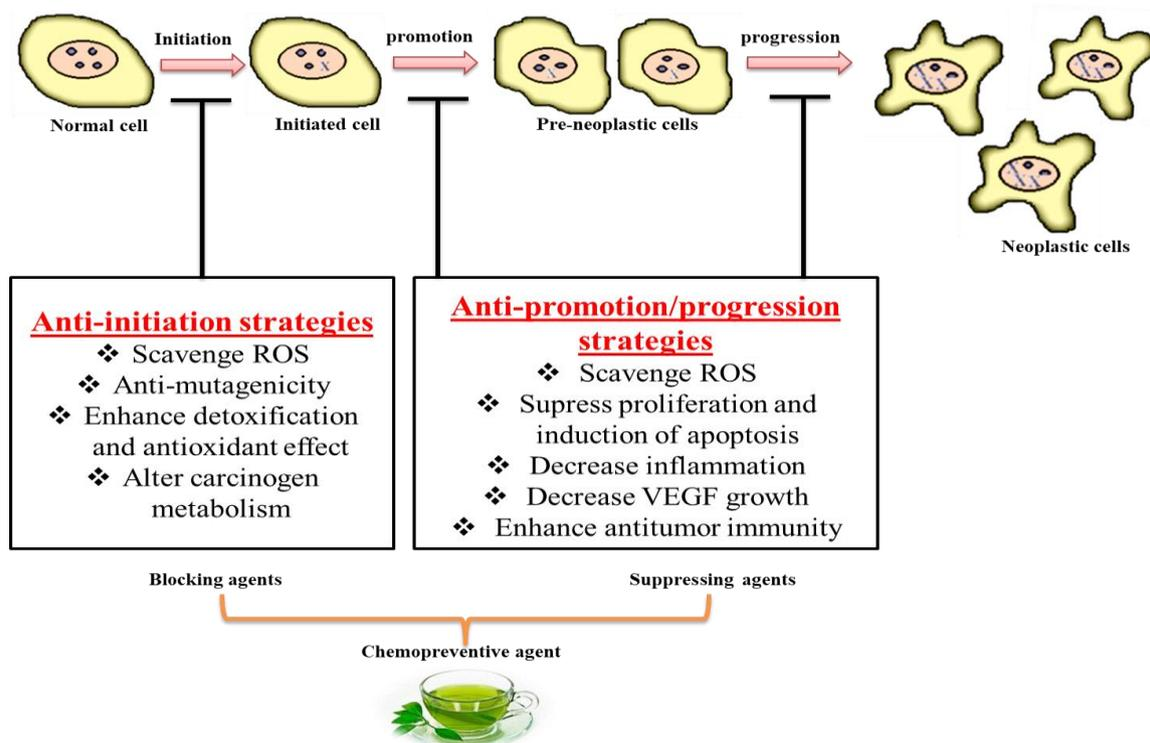 Initiation
promotion
progression
Normal cell
Initiated cell
Pre-neoplastic cells
Neoplastic cells
Anti-initiation strategies
❖ Scavenge ROS
❖ Anti-mutagenicity
❖ Enhance detoxification
and antioxidant effect
❖ Alter carcinogen
metabolism
Anti-promotion/progression
strategies
❖ Scavenge ROS
❖ Supress proliferation and
induction of apoptosis
❖ Decrease inflammation
❖ Decrease VEGF growth
❖ Enhance antitumor immunity
Blocking agents
Suppressing agents
Chemopreventive agent